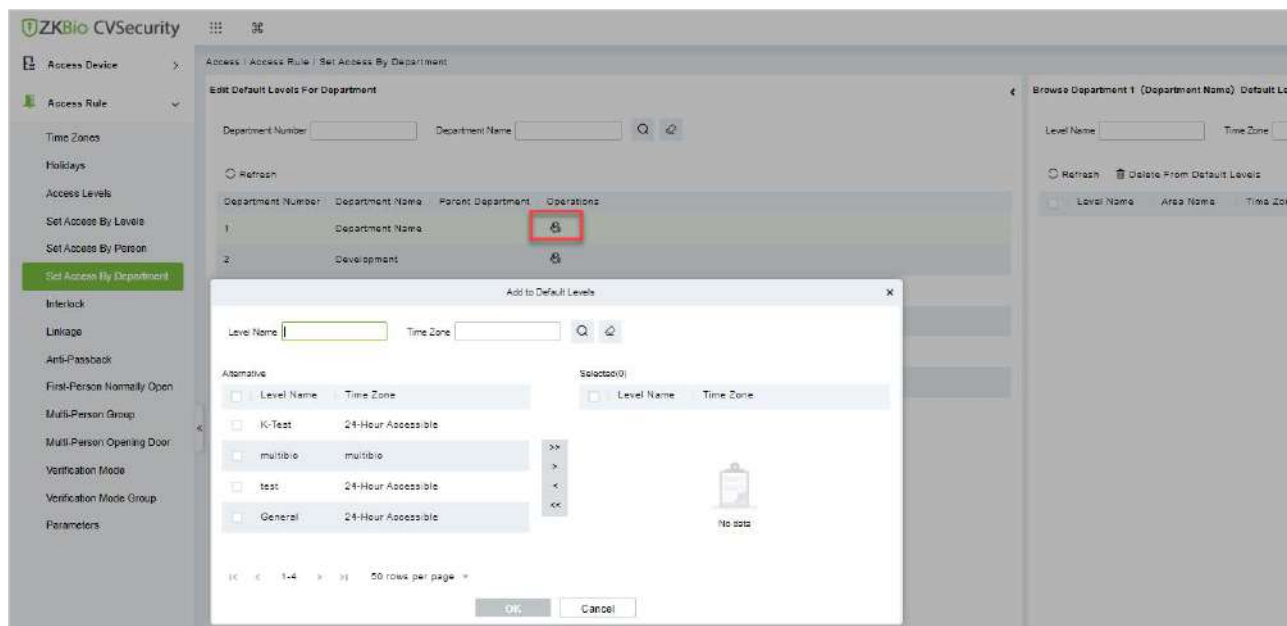 ZKBio CVSecurity
Access Device
Access Rule
Time Zones
Holidays
Access Levels
Set Access By Levels
Set Access By Person
Set Access By Department
Interlock
Linkage
Anti-Passback
First-Person Normally Open
Multi-Person Group
Multi-Person Opening Door
Verification Mode
Verification Mode Group
Parameters
Access / Access Rule / Set Access By Department
Edit Default Levels For Department
Department Number Department Name
Refresh
Department Number Department Name Parent Department Operations
1 Department Name
2 Development
Browse Department 1 (Department Name) Default Le
Level Name Time Zone
Refresh Delete From Default Levels
Level Name Area Name Time Zon
Add to Default Levels
Level Name Time Zone
Alternative
Level Name Time Zone
K-Test 24-Hour Accessible
multibio multibio
test 24-Hour Accessible
General 24-Hour Accessible
>>
>
<
<<
Selected(0)
Level Name Time Zone
No data
|< < 1-4 > >| 50 rows per page
OK Cancel